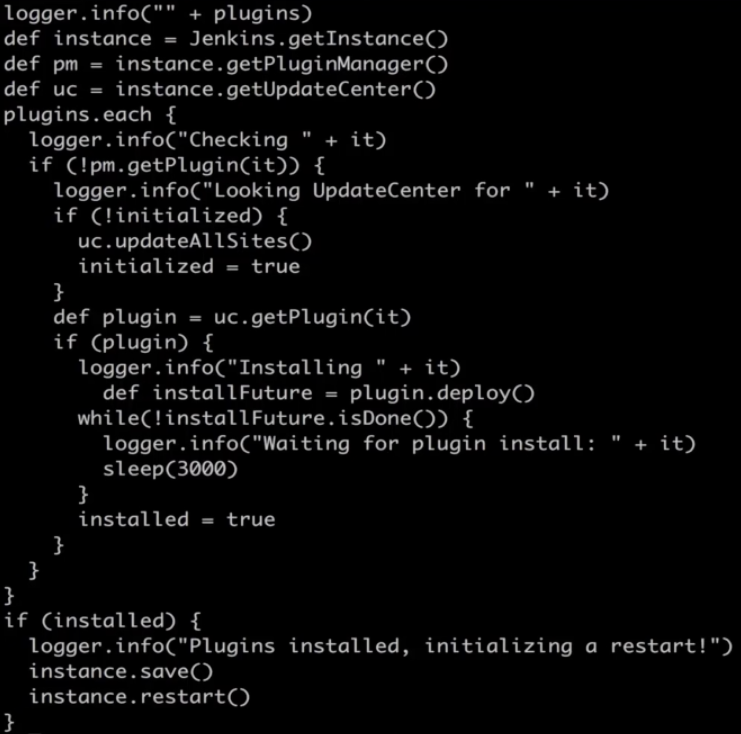 logger.info("" + plugins)
def instance = Jenkins.getInstance()
def pm = instance.getPluginManager()
def uc = instance.getUpdateCenter()
plugins.each {
  logger.info("Checking " + it)
  if (!pm.getPlugin(it)) {
    logger.info("Looking UpdateCenter for " + it)
    if (!initialized) {
      uc.updateAllSites()
      initialized = true
    }
    def plugin = uc.getPlugin(it)
    if (plugin) {
      logger.info("Installing " + it)
        def installFuture = plugin.deploy()
      while(!installFuture.isDone()) {
        logger.info("Waiting for plugin install: " + it)
        sleep(3000)
      }
      installed = true
    }
  }
}
if (installed) {
  logger.info("Plugins installed, initializing a restart!")
  instance.save()
  instance.restart()
}